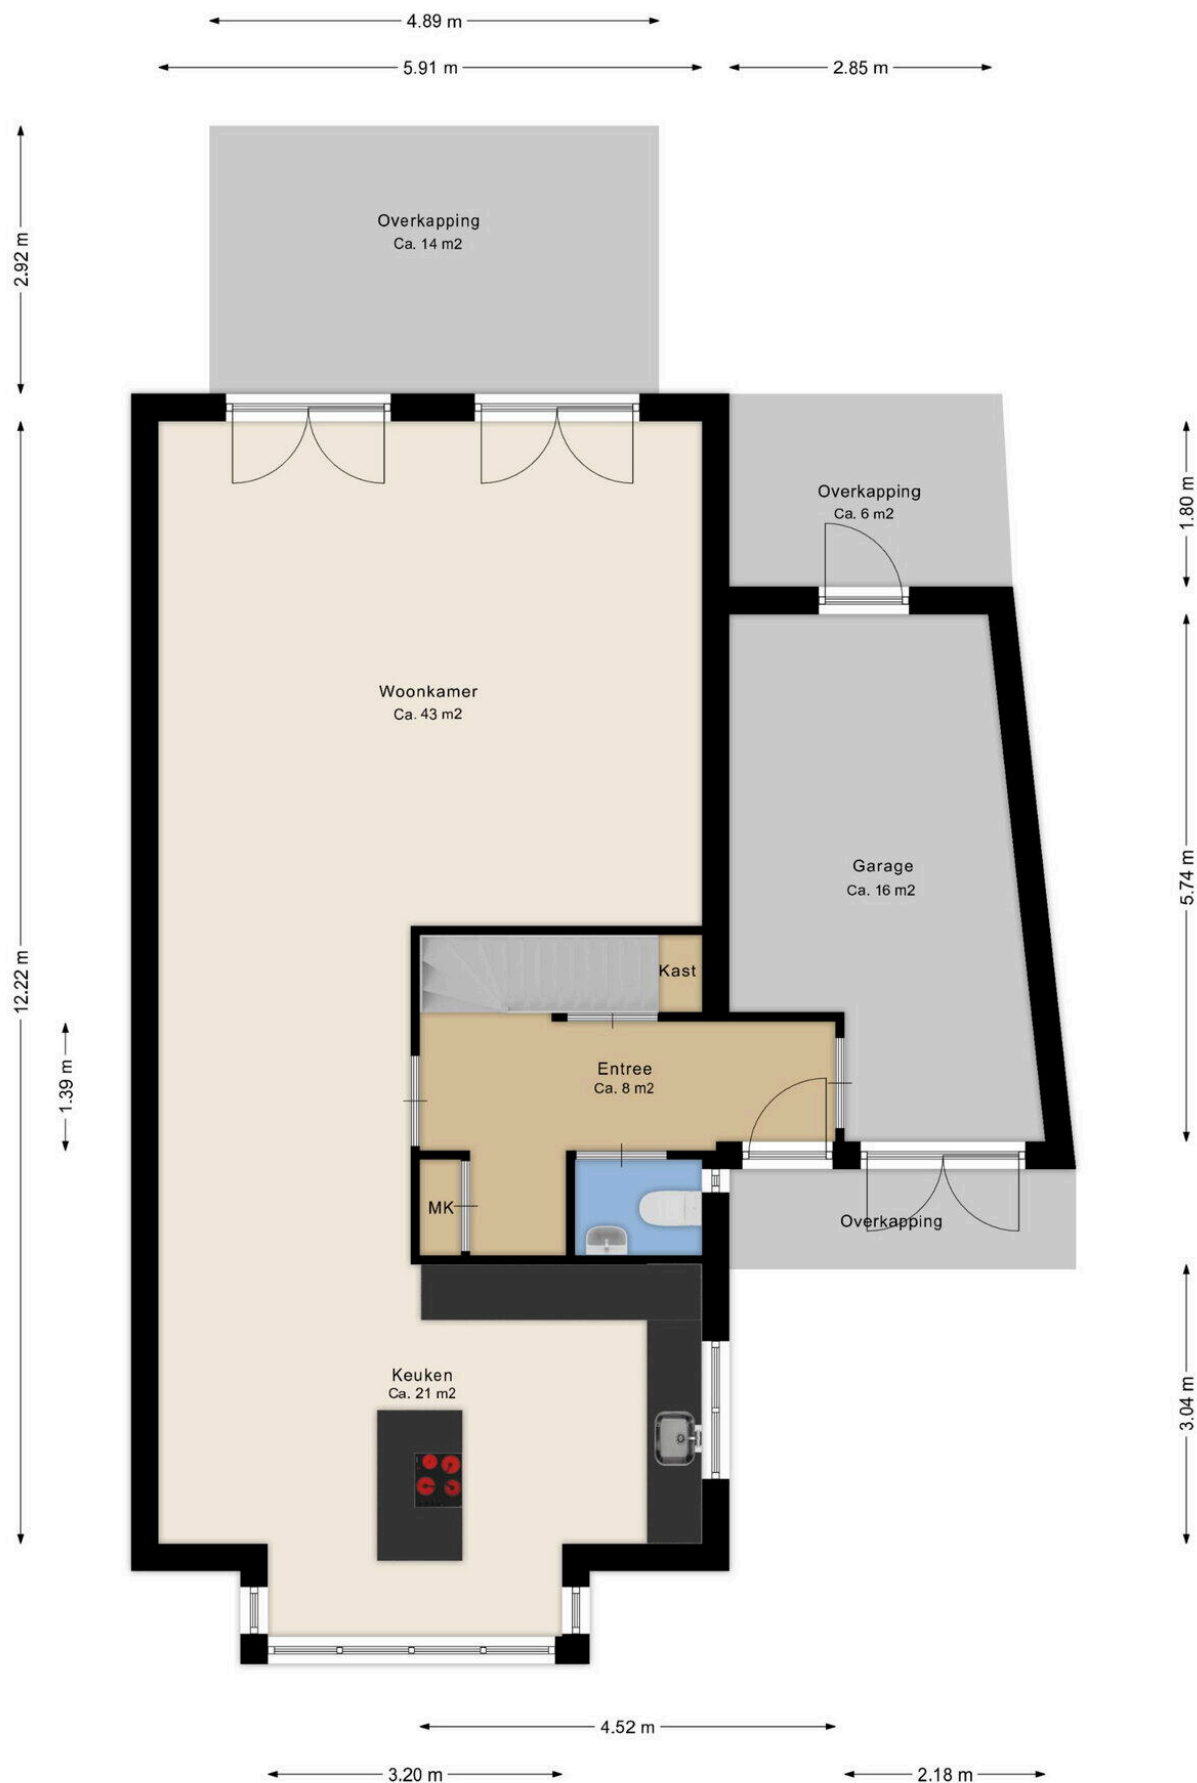 4.89 m
5.91 m
2.85 m
2.92 m
Overkapping
Ca. 14 m2
Overkapping
Ca. 6 m2
1.80 m
Woonkamer
Ca. 43 m2
Garage
Ca. 16 m2
5.74 m
12.22 m
Kast
1.39 m
Entree
Ca. 8 m2
MK
Overkapping
Keuken
Ca. 21 m2
3.04 m
4.52 m
3.20 m
2.18 m